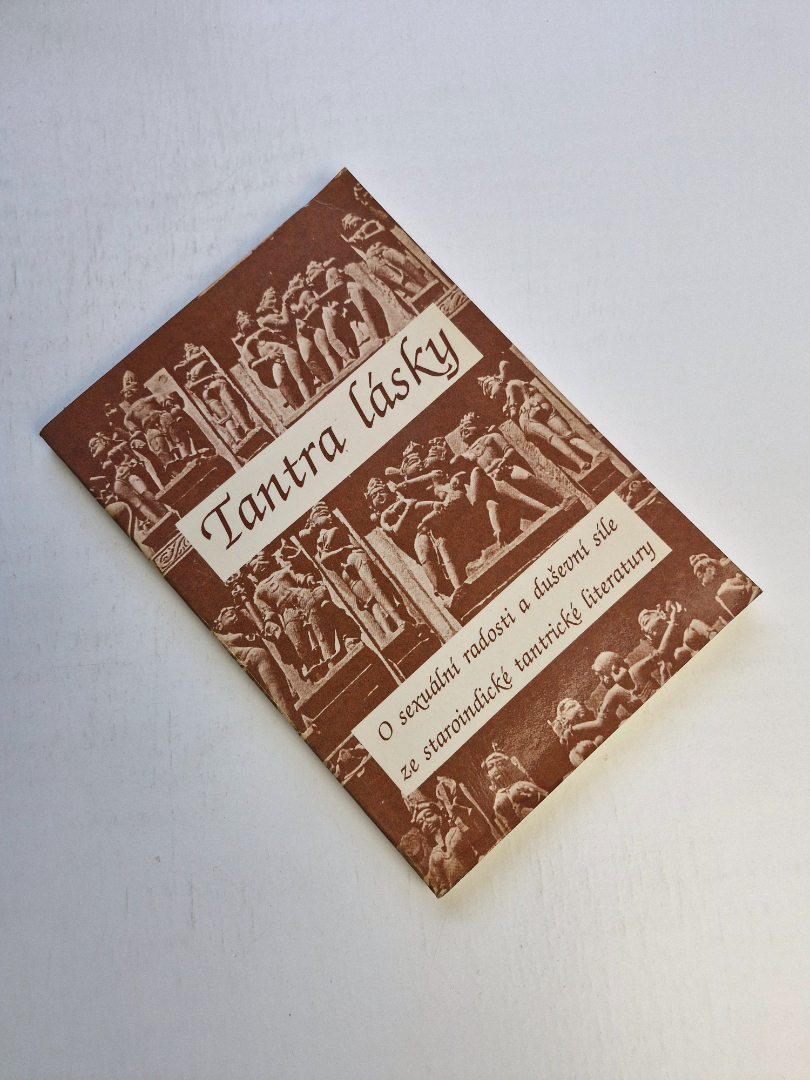 Tantra lásky
O sexuální radosti a duševní síle
ze staroindické tantrické literatury